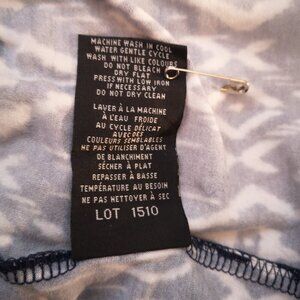 MACHINE WASH IN COOL
WATER GENTLE CYCLE
WASH WITH LIKE COLOURS
DO NOT BLEACH
DRY FLAT
PRESS WITH LOW IRON
IF NECESSARY
DO NOT DRY CLEAN
LAVER À LA MACHINE
À L'EAU FROIDE
AU CYCLE DÉLICAT
AVEC DES
COULEURS SEMBLABLES
NE PAS UTILISER D'AGENT
DE BLANCHIMENT
SÉCHER À PLAT
REPASSER À BASSE
TEMPÉRATURE AU BESOIN
NE PAS NETTOYER À SEC
LOT 1510